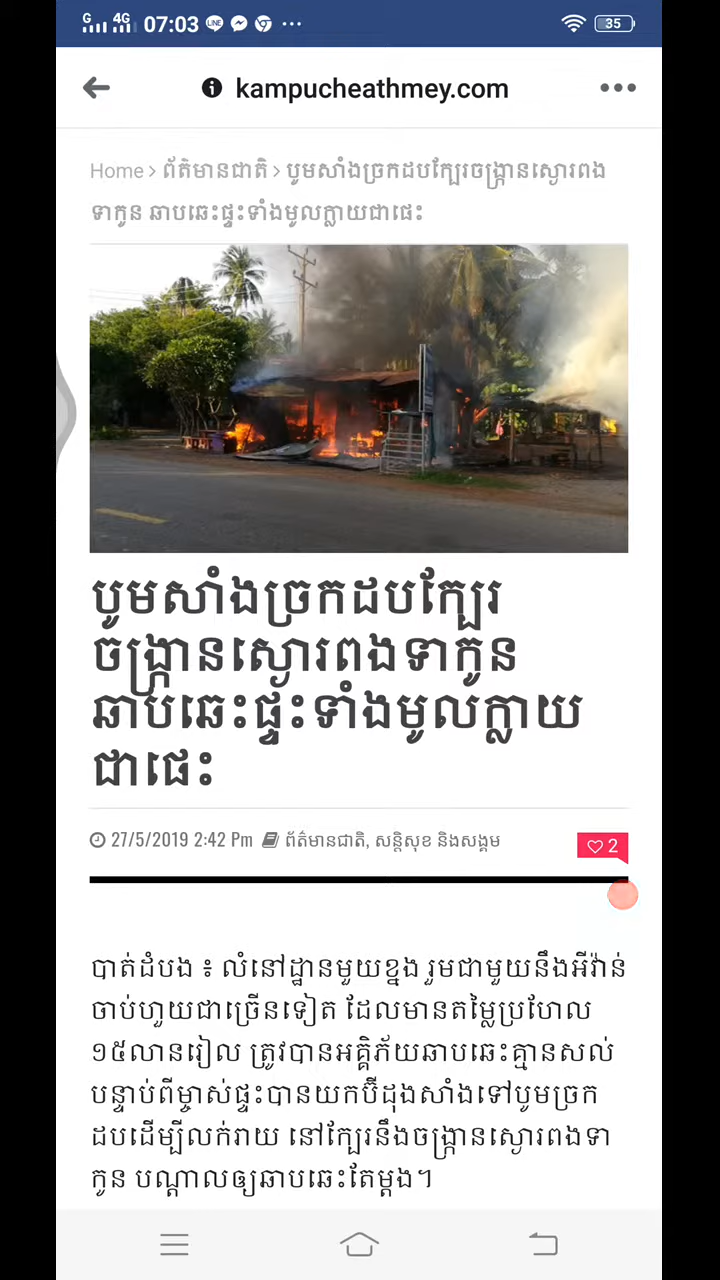 G 4G 07:03 LINE ··· 35
kampucheathmey.com
Home > ព័ត៌មានជាតិ > បូមសាំងច្រកដបក្បែរចង្ក្រានស្ងោរពង
ទាកូន ឆាបឆេះផ្ទះទាំងមូលក្លាយជាផេះ
បូមសាំងច្រកដបក្បែរ
ចង្ក្រានស្ងោរពងទាកូន
ឆាបឆេះផ្ទះទាំងមូលក្លាយ
ជាផេះ
27/5/2019 2:42 Pm ព័ត៌មានជាតិ, សន្តិសុខ និងសង្គម
2
បាត់ដំបង ៖ លំនៅដ្ឋានមួយខ្នង រួមជាមួយនឹងអីវ៉ាន់
ចាប់ហួយជាច្រើនទៀត ដែលមានតម្លៃប្រហែល
១៥លានរៀល ត្រូវបានអគ្គិភ័យឆាបឆេះគ្មានសល់
បន្ទាប់ពីម្ចាស់ផ្ទះបានយកប៊ីដុងសាំងទៅបូមច្រក
ដបដើម្បីលក់រាយ នៅក្បែរនឹងចង្ក្រានស្ងោរពងទា
កូន បណ្តាលឲ្យឆាបឆេះតែម្តង។